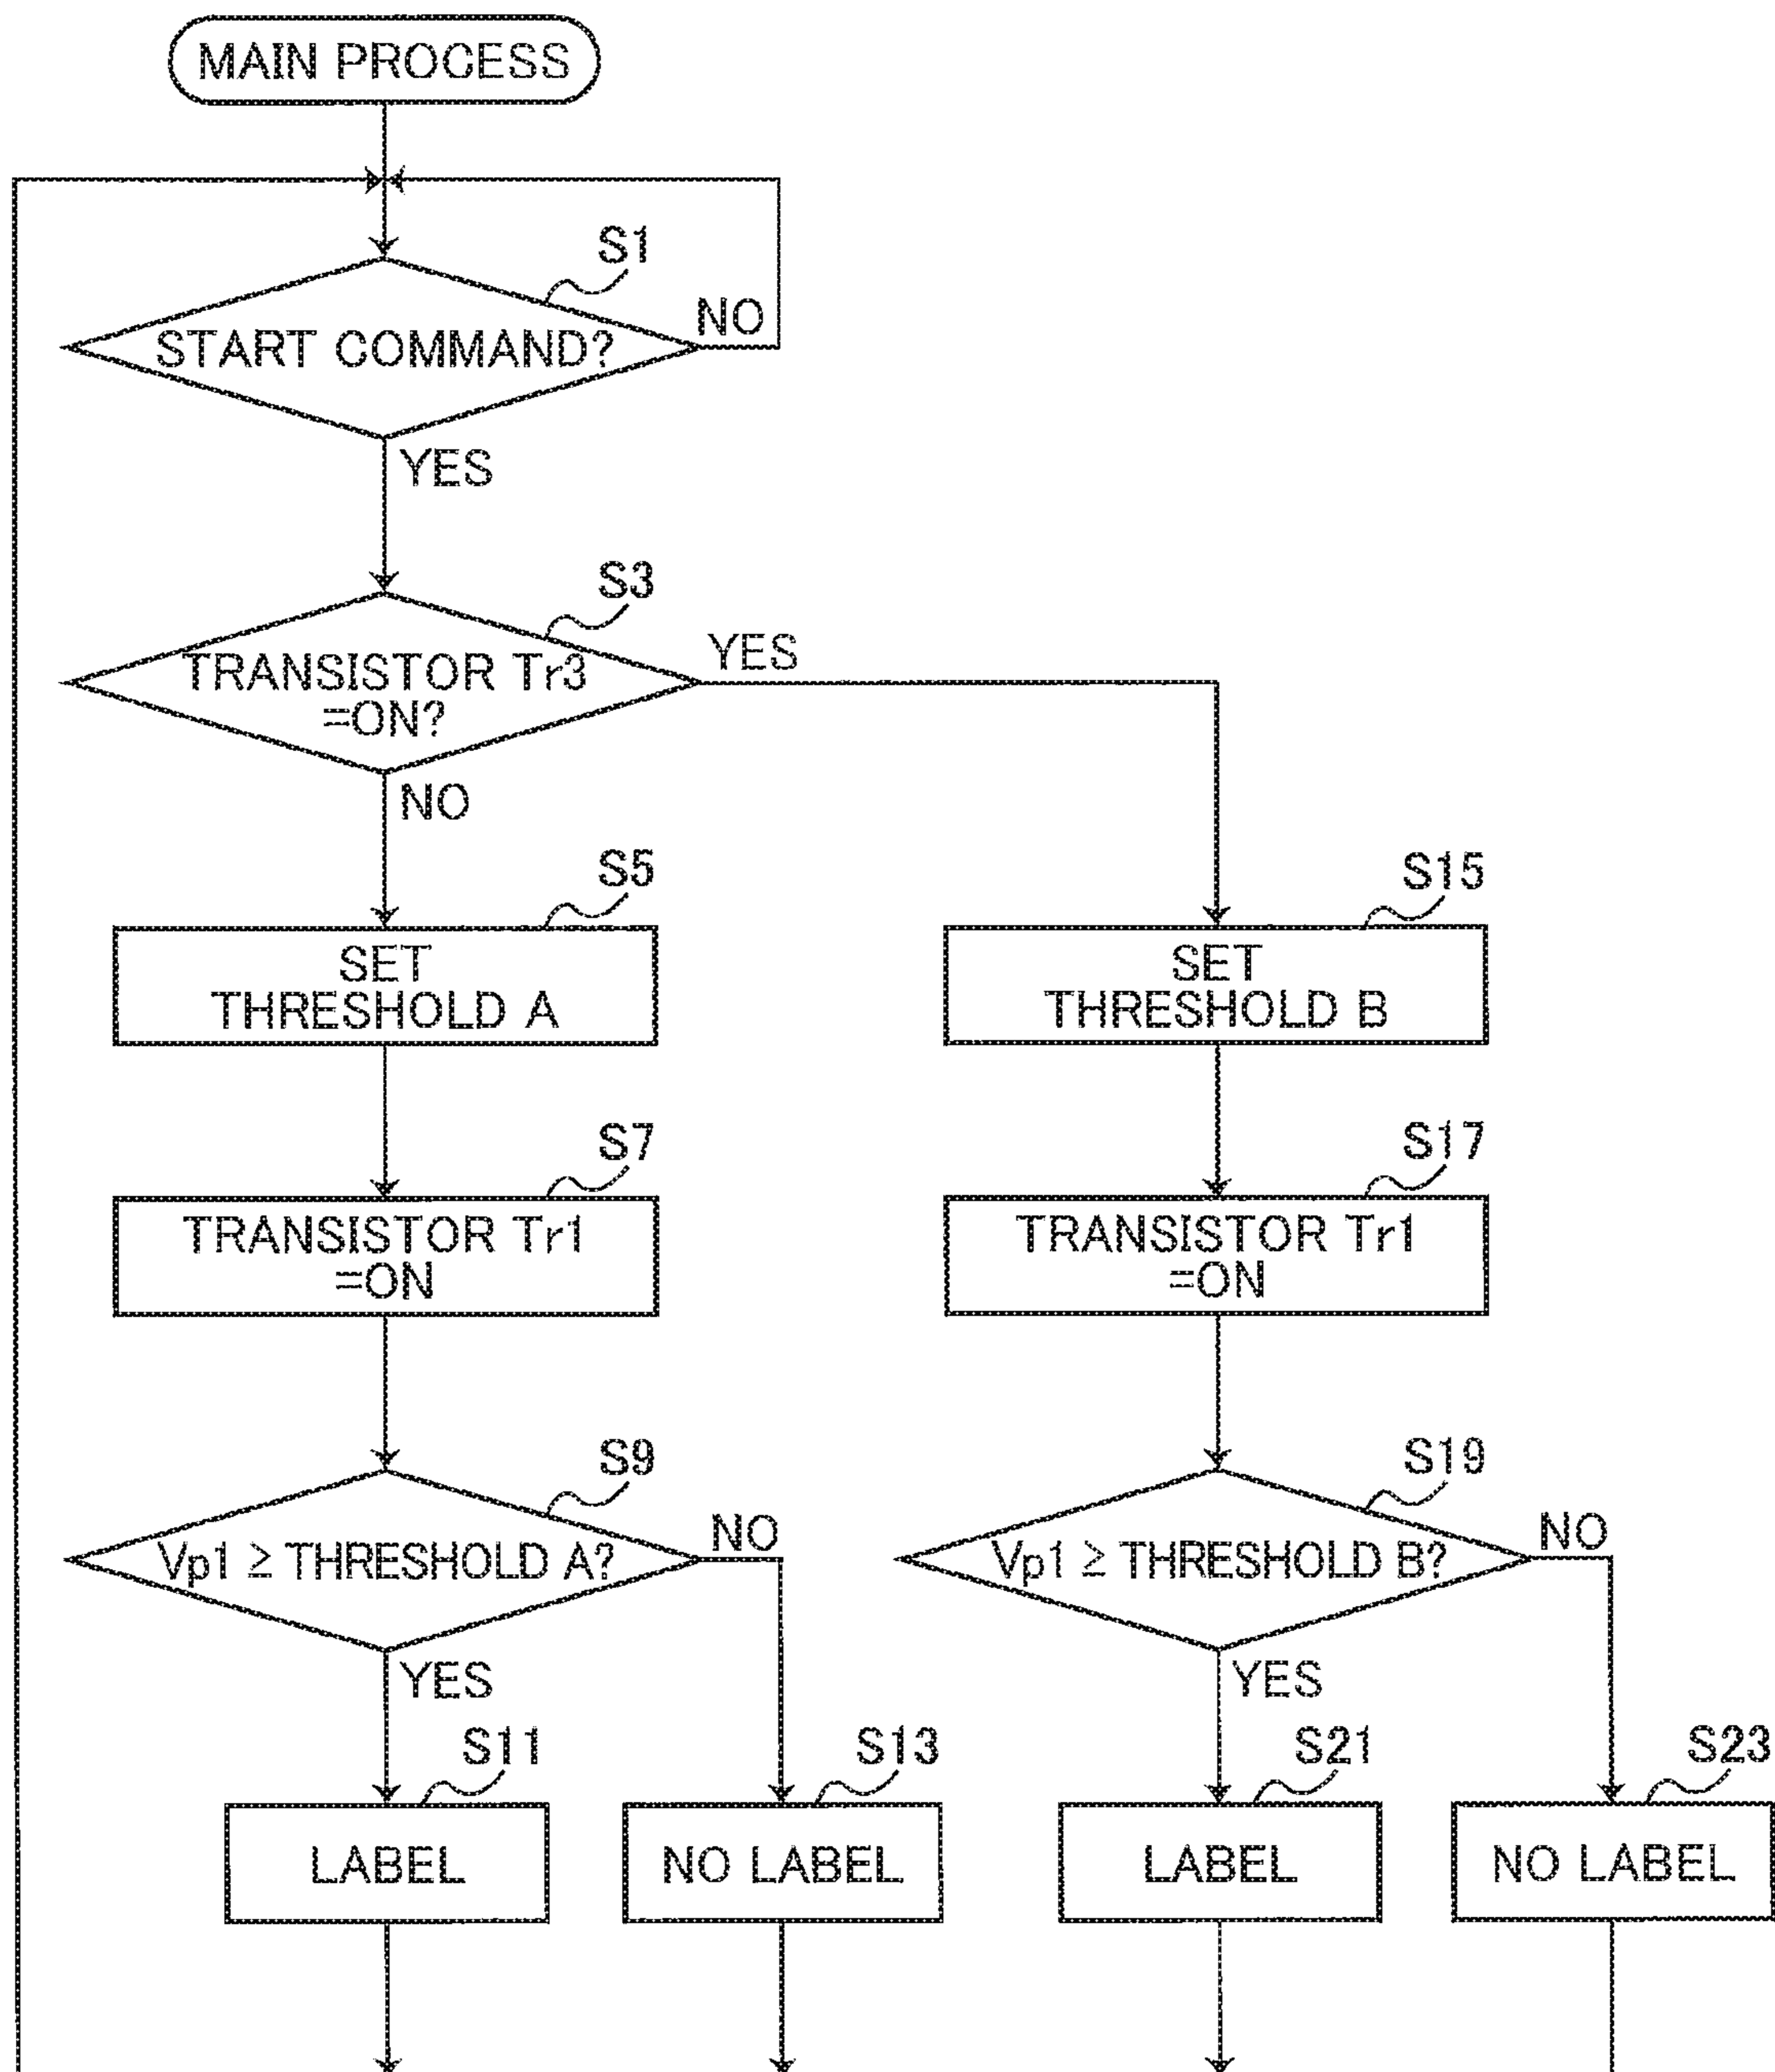 MAIN PROCESS
S1
START COMMAND?
NO
YES
S3
TRANSISTOR Tr3
=ON?
YES
NO
S5
SET
THRESHOLD A
S15
SET
THRESHOLD B
S7
TRANSISTOR Tr1
=ON
S17
TRANSISTOR Tr1
=ON
S9
Vp1 ≥ THRESHOLD A?
NO
YES
S19
Vp1 ≥ THRESHOLD B?
NO
YES
S11
LABEL
S13
NO LABEL
S21
LABEL
S23
NO LABEL